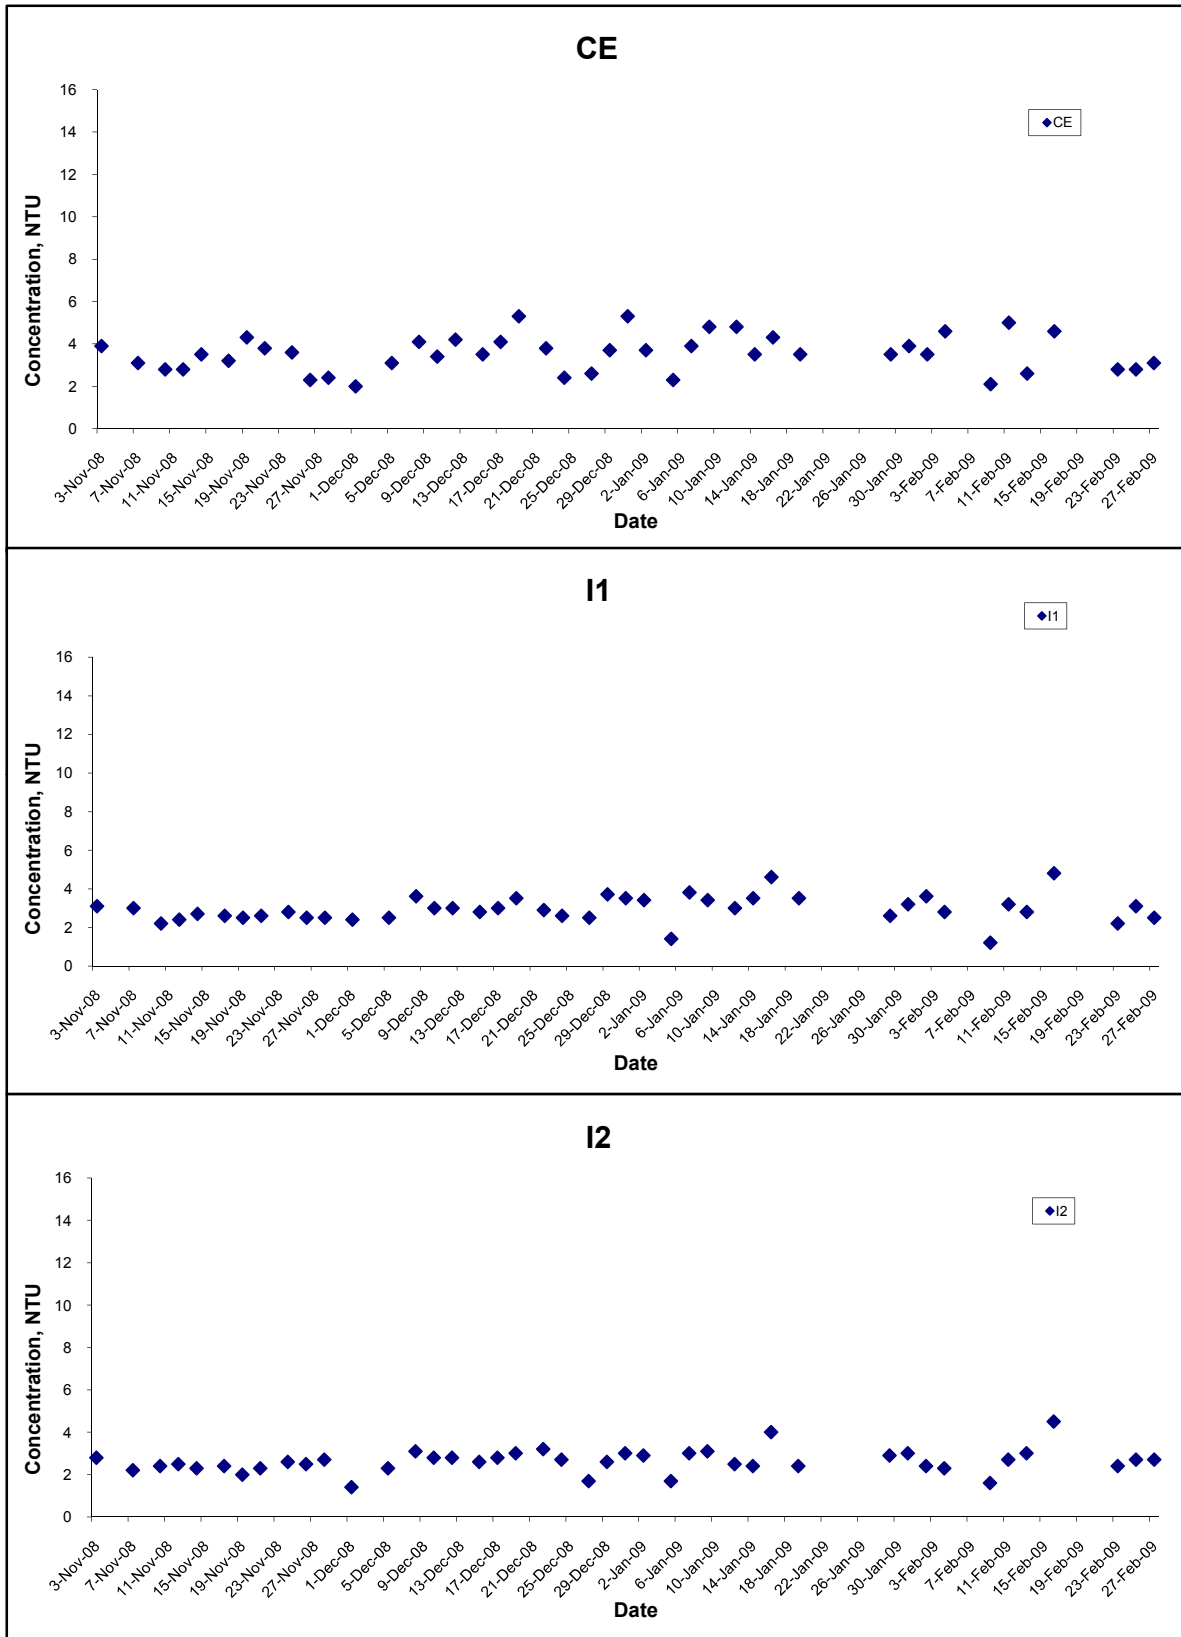 CE
16
14
12
10
8
6
4
2
0
Concentration, NTU
CE
3-Nov-08
7-Nov-08
11-Nov-08
15-Nov-08
19-Nov-08
23-Nov-08
27-Nov-08
1-Dec-08
5-Dec-08
9-Dec-08
13-Dec-08
17-Dec-08
21-Dec-08
25-Dec-08
29-Dec-08
2-Jan-09
6-Jan-09
10-Jan-09
14-Jan-09
18-Jan-09
22-Jan-09
26-Jan-09
30-Jan-09
3-Feb-09
7-Feb-09
11-Feb-09
15-Feb-09
19-Feb-09
23-Feb-09
27-Feb-09
Date
I1
I1
16
14
12
10
8
6
4
2
0
Concentration, NTU
3-Nov-08
7-Nov-08
11-Nov-08
15-Nov-08
19-Nov-08
23-Nov-08
27-Nov-08
1-Dec-08
5-Dec-08
9-Dec-08
13-Dec-08
17-Dec-08
21-Dec-08
25-Dec-08
29-Dec-08
2-Jan-09
6-Jan-09
10-Jan-09
14-Jan-09
18-Jan-09
22-Jan-09
26-Jan-09
30-Jan-09
3-Feb-09
7-Feb-09
11-Feb-09
15-Feb-09
19-Feb-09
23-Feb-09
27-Feb-09
Date
I2
16
14
12
10
8
6
4
2
0
Concentration, NTU
I2
3-Nov-08
7-Nov-08
11-Nov-08
15-Nov-08
19-Nov-08
23-Nov-08
27-Nov-08
1-Dec-08
5-Dec-08
9-Dec-08
13-Dec-08
17-Dec-08
21-Dec-08
25-Dec-08
29-Dec-08
2-Jan-09
6-Jan-09
10-Jan-09
14-Jan-09
18-Jan-09
22-Jan-09
26-Jan-09
30-Jan-09
3-Feb-09
7-Feb-09
11-Feb-09
15-Feb-09
19-Feb-09
23-Feb-09
27-Feb-09
Date